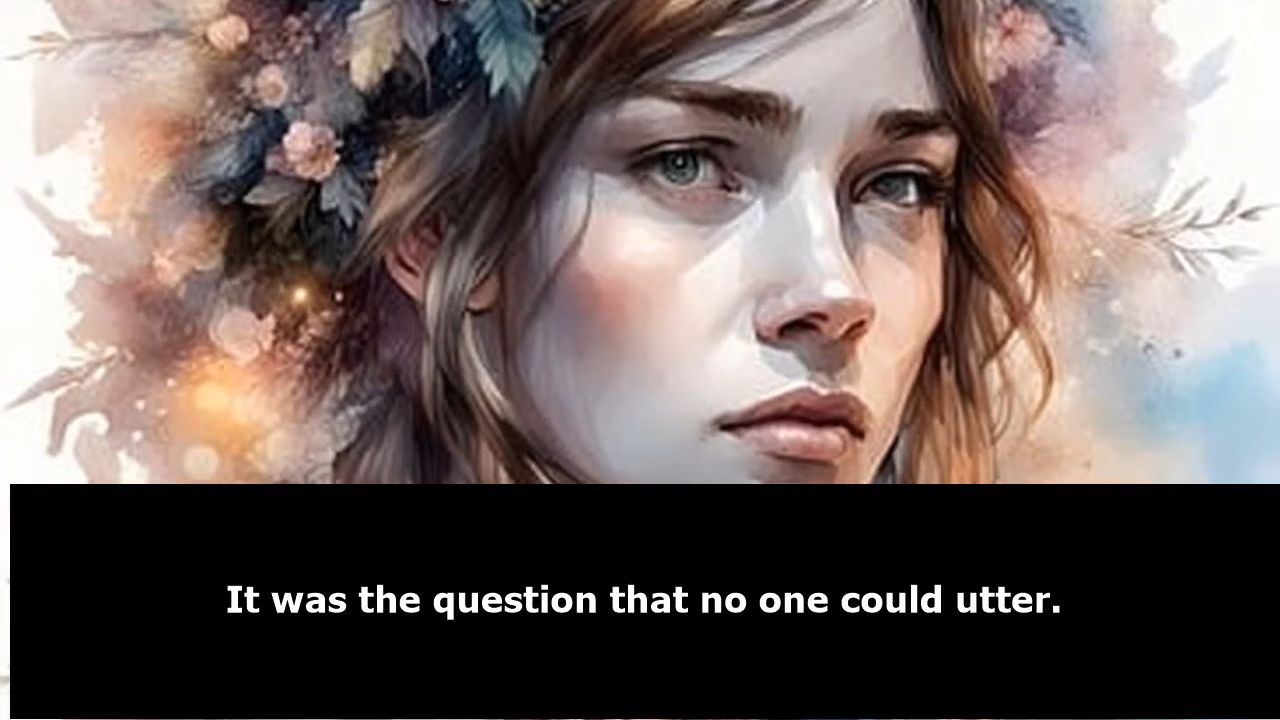 It was the question that no one could utter.